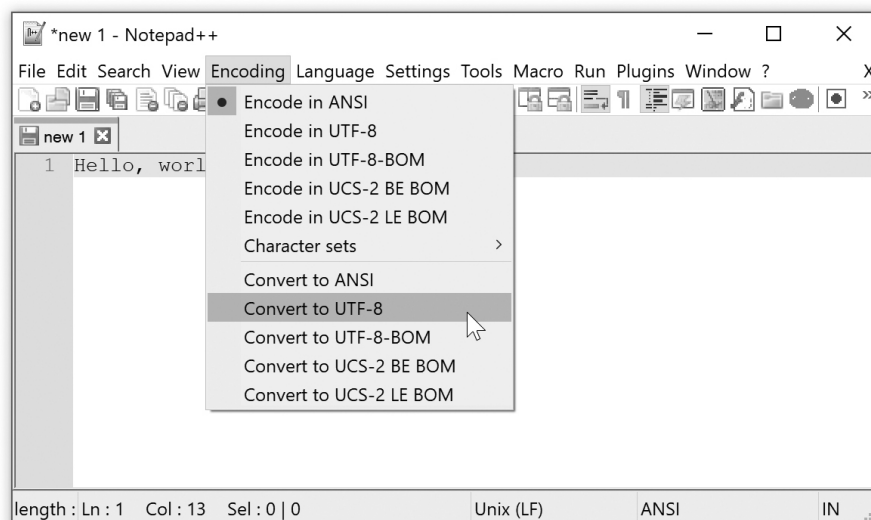 *new 1 - Notepad++
File Edit Search View Encoding Language Settings Tools Macro Run Plugins Window ? X
new 1
1 Hello,
Encode in ANSI
Encode in UTF-8
Encode in UTF-8-BOM
Encode in UCS-2 BE BOM
Encode in UCS-2 LE BOM
Character sets
Convert to ANSI
Convert to UTF-8
Convert to UTF-8-BOM
Convert to UCS-2 BE BOM
Convert to UCS-2 LE BOM
length : Ln : 1 Col : 13 Sel : 0 | 0 Unix (LF) ANSI IN